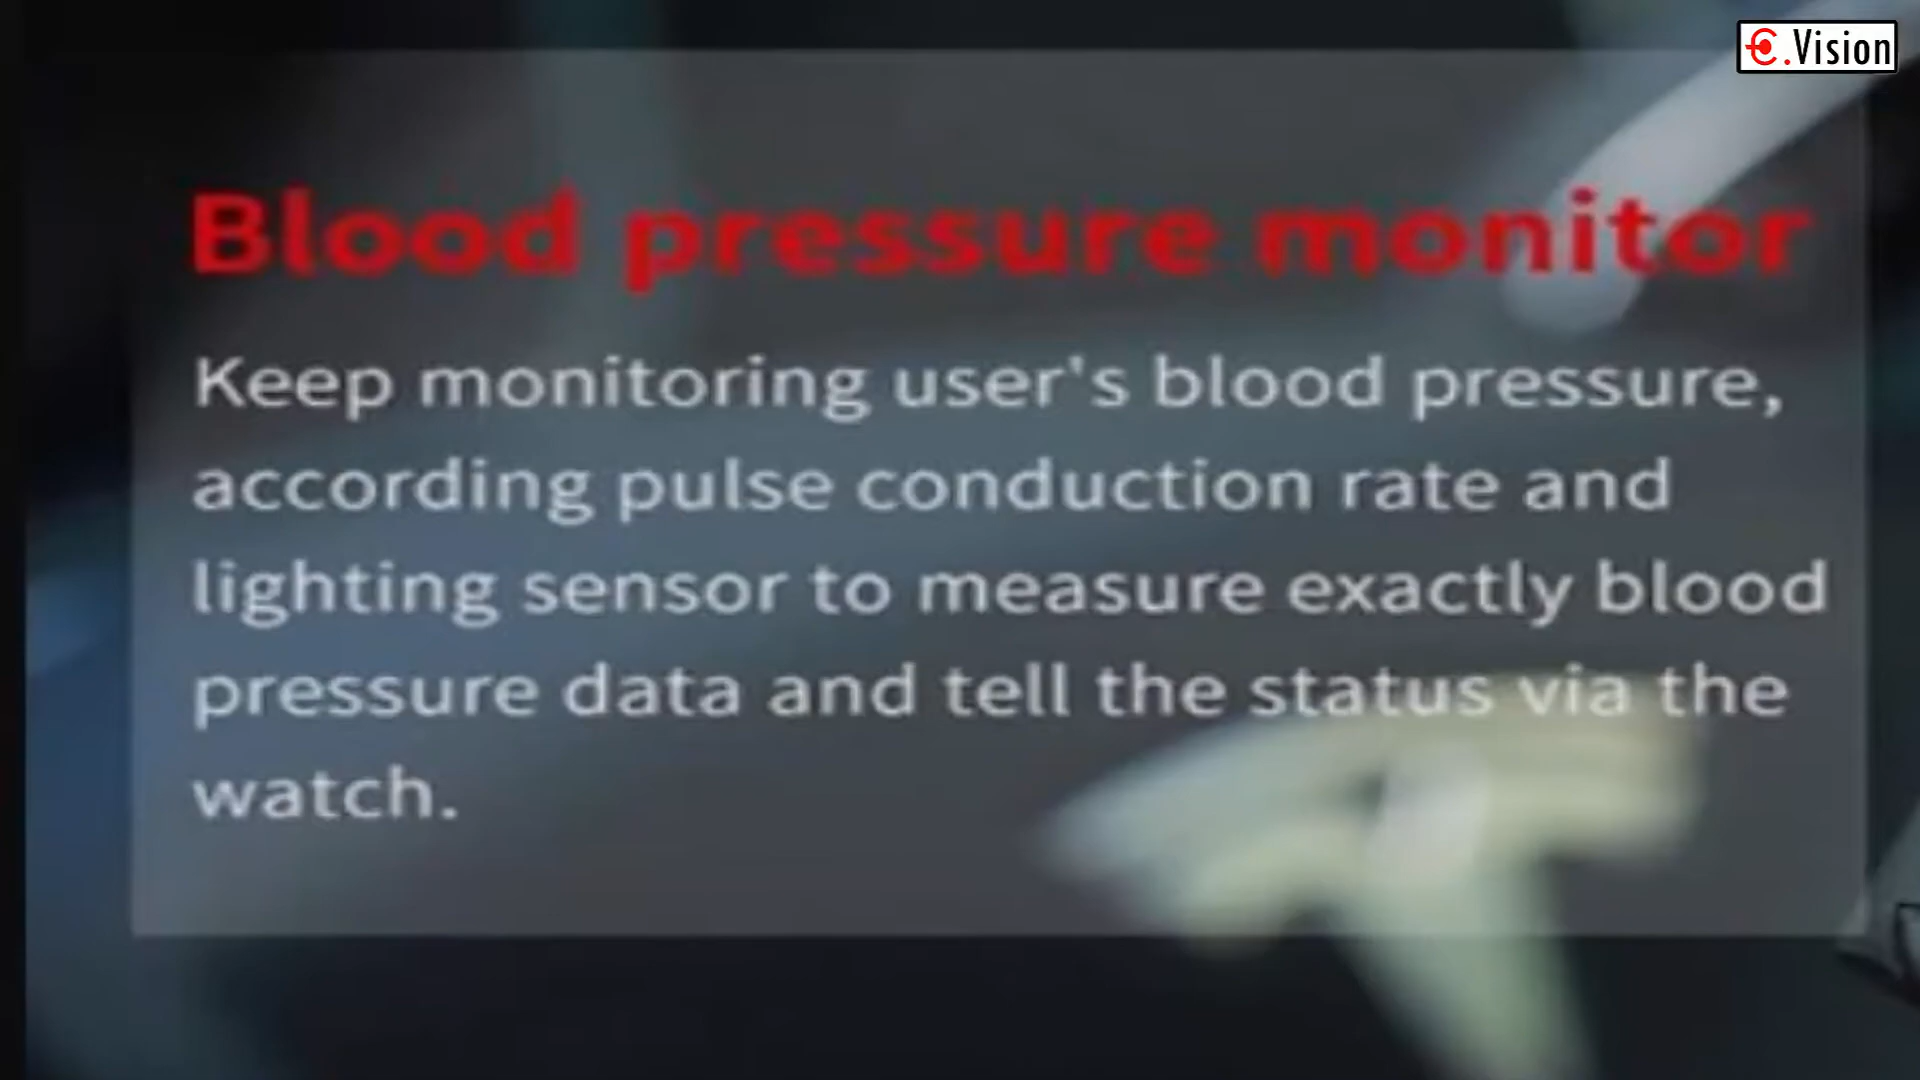 €.Vision
Blood pressure monitor
Keep monitoring user's blood pressure,
according pulse conduction rate and
lighting sensor to measure exactly blood
pressure data and tell the status via the
watch.